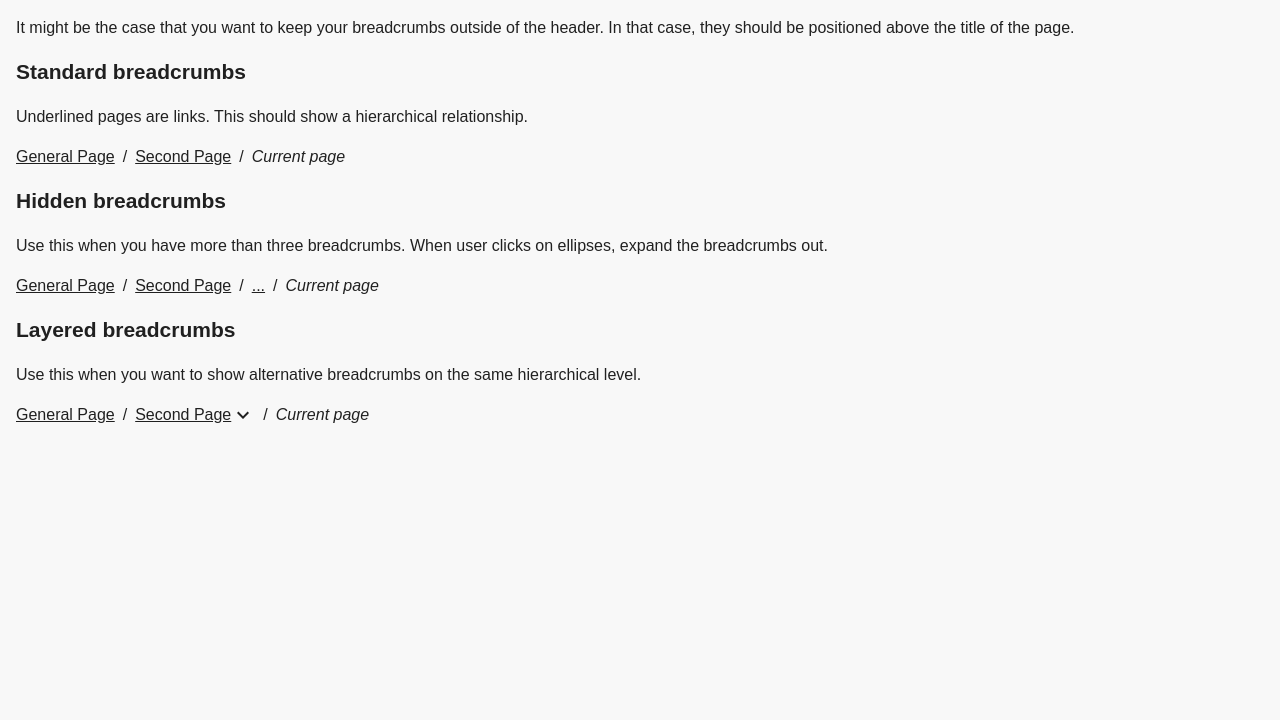 It might be the case that you want to keep your breadcrumbs outside of the header. In that case, they should be positioned above the title of the page.
Standard breadcrumbs
Underlined pages are links. This should show a hierarchical relationship.
General Page / Second Page / Current page
Hidden breadcrumbs
Use this when you have more than three breadcrumbs. When user clicks on ellipses, expand the breadcrumbs out.
General Page / Second Page / ... / Current page
Layered breadcrumbs
Use this when you want to show alternative breadcrumbs on the same hierarchical level.
General Page / Second Page / Current page